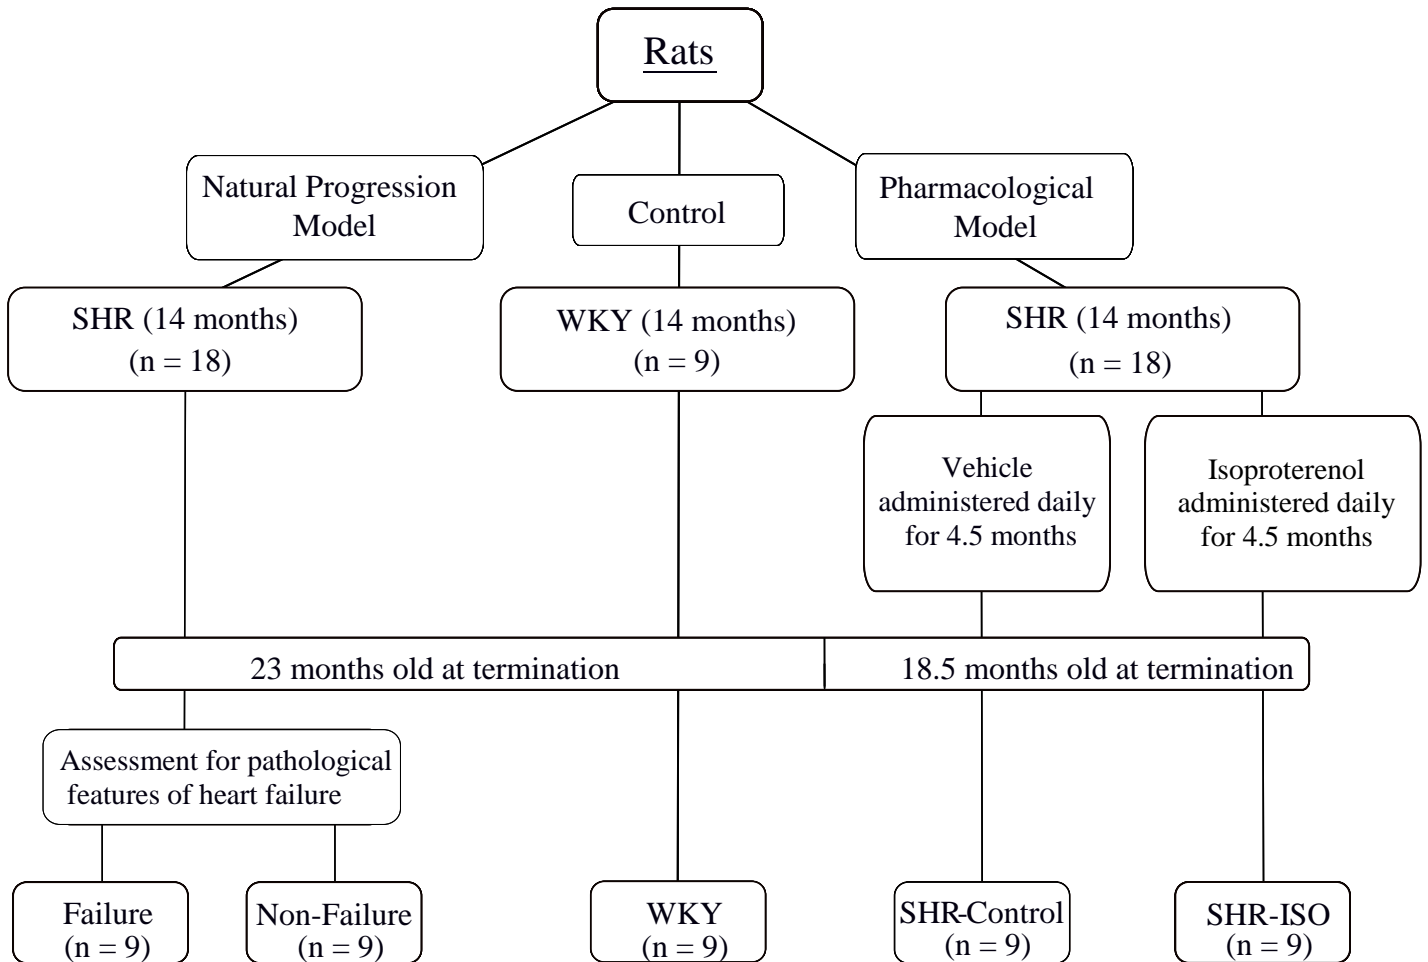 Rats
Natural Progression
Model
Control
Pharmacological
Model
SHR (14 months)
(n = 18)
WKY (14 months)
(n = 9)
SHR (14 months)
(n = 18)
Vehicle
administered daily
for 4.5 months
Isoproterenol
administered daily
for 4.5 months
23 months old at termination
18.5 months old at termination
Assessment for pathological
features of heart failure
Failure
(n = 9)
Non-Failure
(n = 9)
WKY
(n = 9)
SHR-Control
(n = 9)
SHR-ISO
(n = 9)